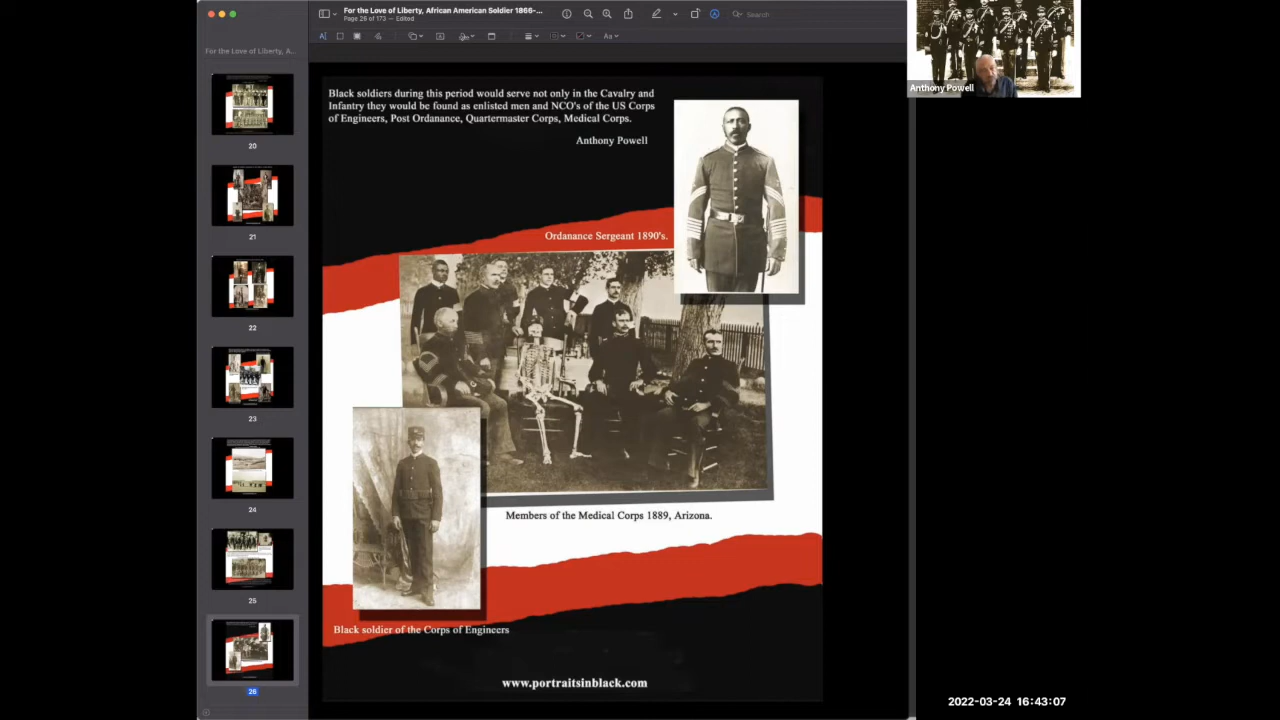 For the Love of Liberty, African American Soldier 1866-...
Page 26 of 173 — Edited
Search
For the Love of Liberty, A...
20
21
22
23
24
25
26
Black soldiers during this period would serve not only in the Cavalry and
Infantry they would be found as enlisted men and NCO's of the US Corps
of Engineers, Post Ordanance, Quartermaster Corps, Medical Corps.
Anthony Powell
Ordanance Sergeant 1890's.
Members of the Medical Corps 1889, Arizona.
Black soldier of the Corps of Engineers
www.portraitsinblack.com
Anthony Powell
2022-03-24 16:43:07